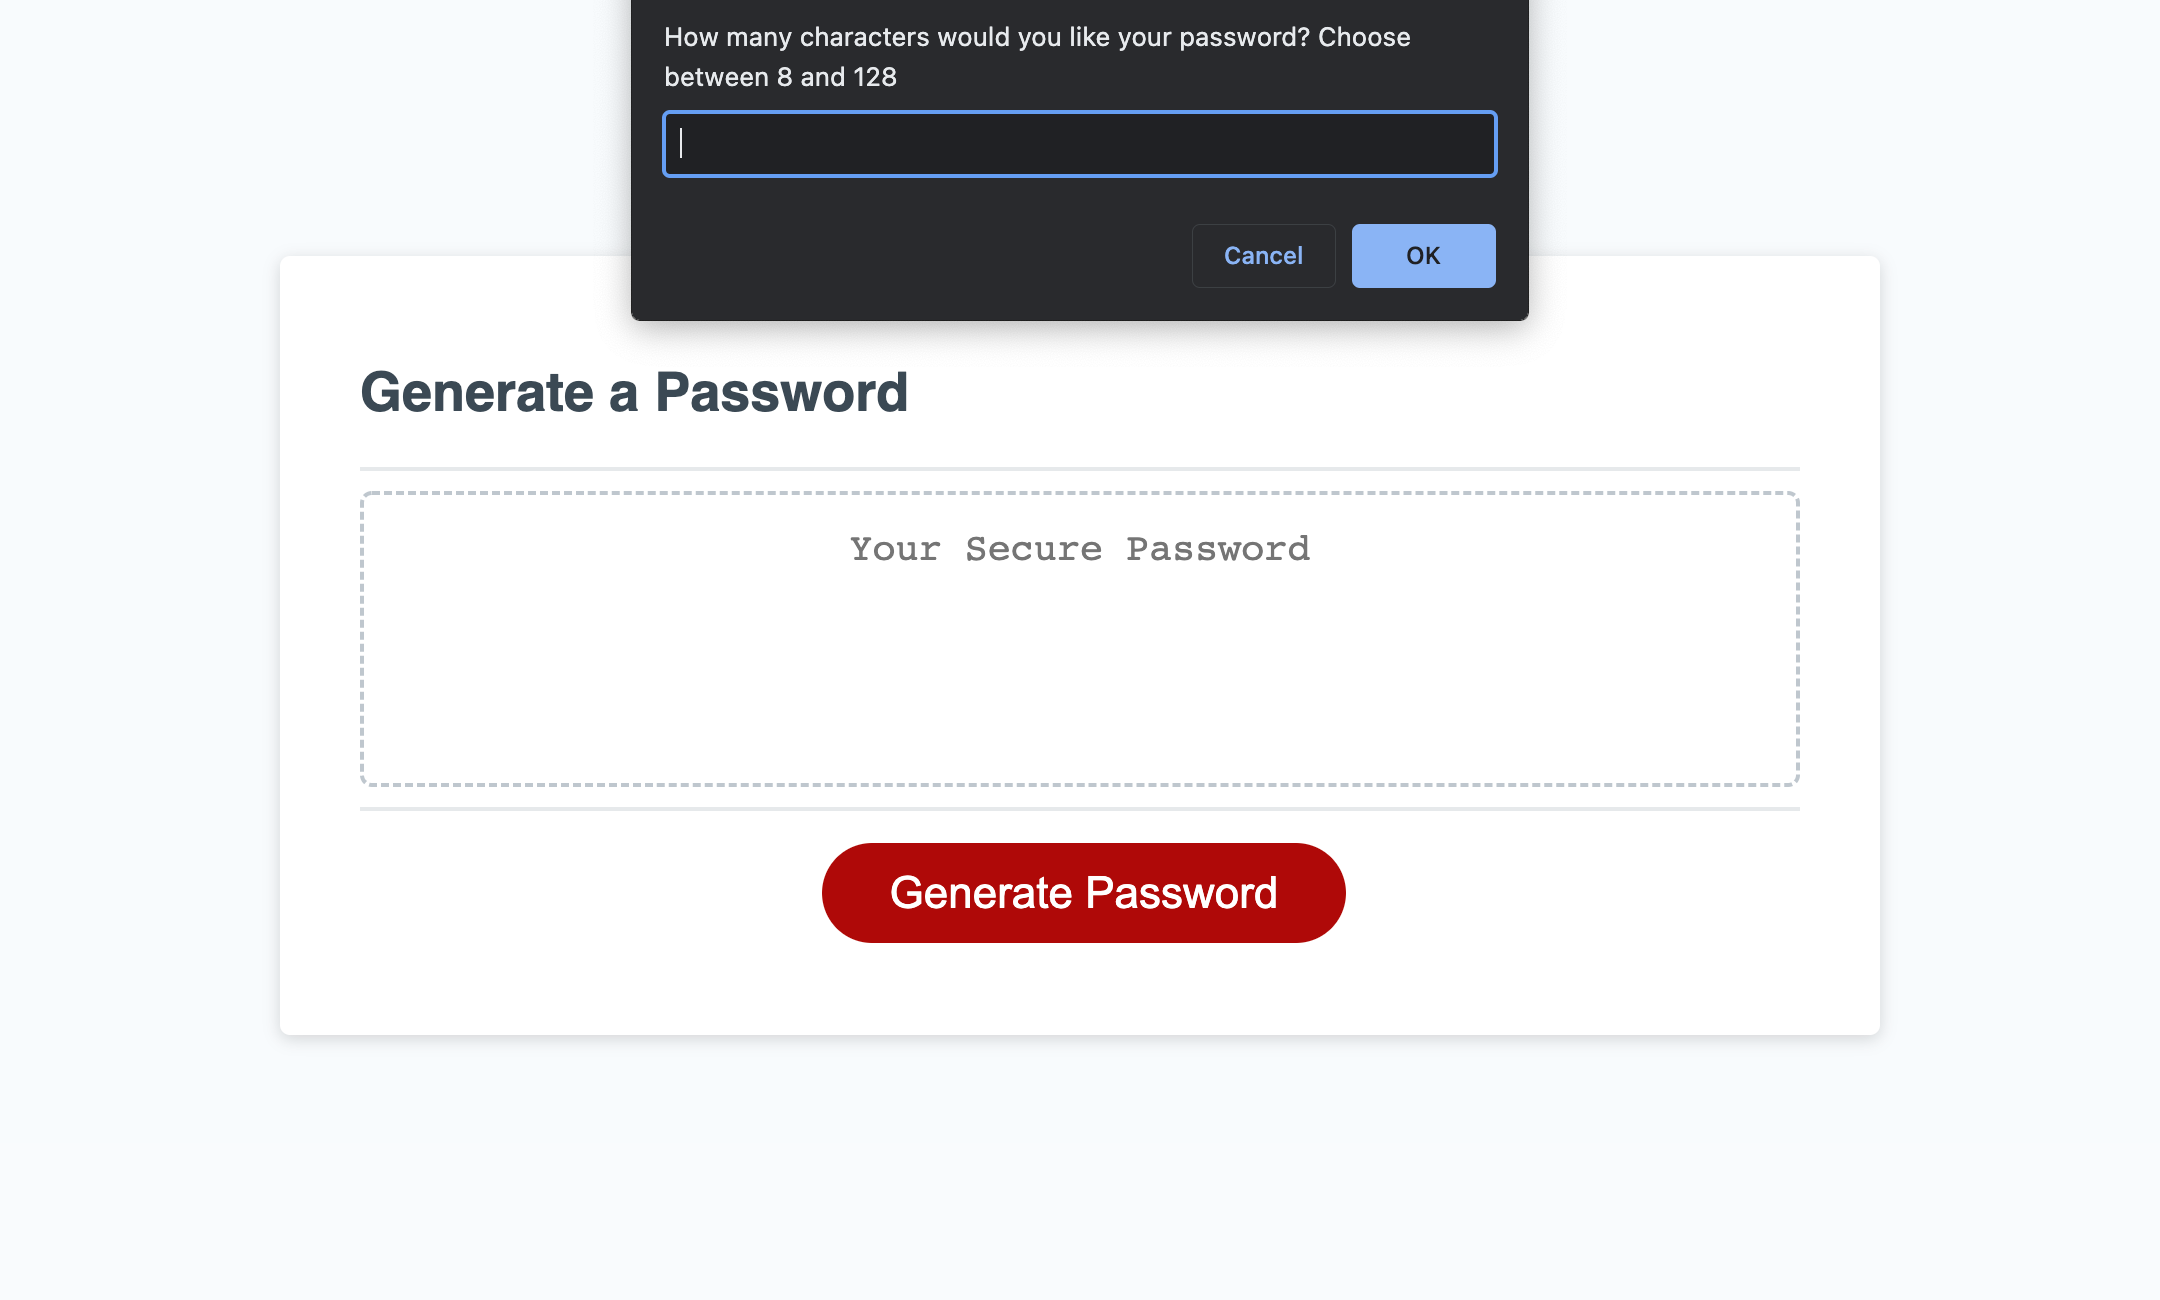 How many characters would you like your password? Choose
between 8 and 128
Cancel
OK
Generate a Password
Your Secure Password
Generate Password